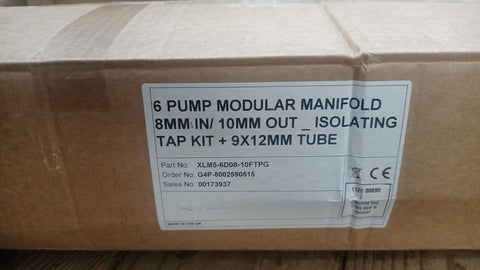 6 PUMP MODULAR MANIFOLD
8MM IN/ 10MM OUT _ ISOLATING
TAP KIT + 9X12MM TUBE
Part No XLM5-6D08-10FTPG
Order No. G4P-8002590515
Sales No. 00173937
MADE IN THE UK